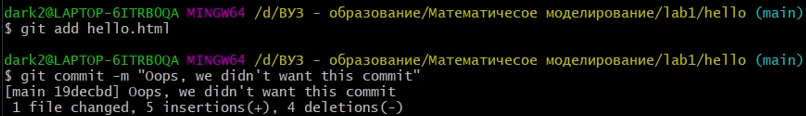 dark2@LAPTOP-6ITRB0QA MINGW64 /d/ВУЗ - образование/Математичесое моделирование/lab1/hello (main)
$ git add hello.html
dark2@LAPTOP-6ITRB0QA MINGW64 /d/ВУЗ - образование/Математичесое моделирование/lab1/hello (main)
$ git commit -m "Oops, we didn't want this commit"
[main 19decbd] Oops, we didn't want this commit
1 file changed, 5 insertions(+), 4 deletions(-)